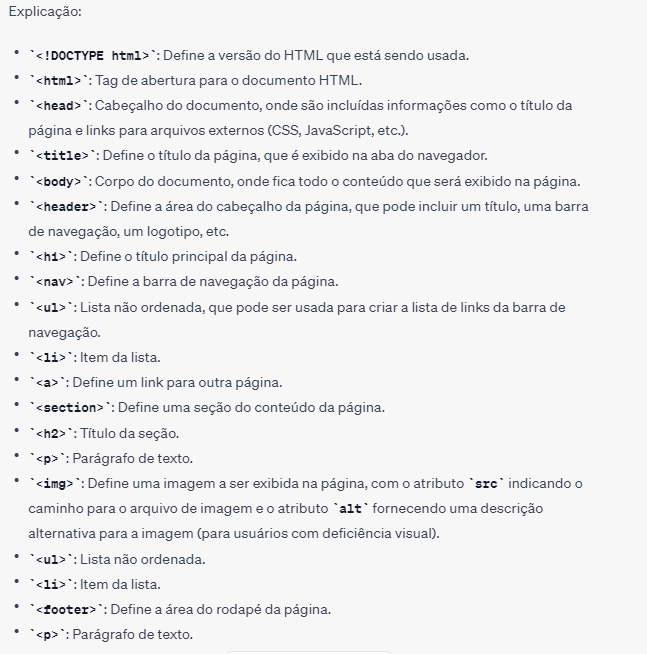 Explicação:
• `<!DOCTYPE html>`: Define a versão do HTML que está sendo usada.
• `<html>`: Tag de abertura para o documento HTML.
• `<head>`: Cabeçalho do documento, onde são incluídas informações como o título da
página e links para arquivos externos (CSS, JavaScript, etc.).
• `<title>`: Define o título da página, que é exibido na aba do navegador.
• `<body>`: Corpo do documento, onde fica todo o conteúdo que será exibido na página.
• `<header>`: Define a área do cabeçalho da página, que pode incluir um título, uma barra
de navegação, um logotipo, etc.
• `<h1>`: Define o título principal da página.
• `<nav>`: Define a barra de navegação da página.
• `<ul>`: Lista não ordenada, que pode ser usada para criar a lista de links da barra de
navegação.
• `<li>`: Item da lista.
• `<a>`: Define um link para outra página.
• `<section>`: Define uma seção do conteúdo da página.
• `<h2>`: Título da seção.
• `<p>`: Parágrafo de texto.
• `<img>`: Define uma imagem a ser exibida na página, com o atributo `src` indicando o
caminho para o arquivo de imagem e o atributo `alt` fornecendo uma descrição
alternativa para a imagem (para usuários com deficiência visual).
• `<ul>`: Lista não ordenada.
• `<li>`: Item da lista.
• `<footer>`: Define a área do rodapé da página.
• `<p>`: Parágrafo de texto.